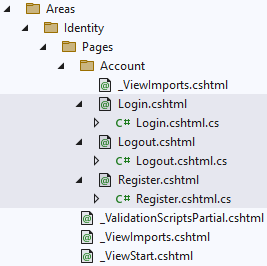 Areas
Identity
Pages
Account
_ViewImports.cshtml
Login.cshtml
C# Login.cshtml.cs
Logout.cshtml
C# Logout.cshtml.cs
Register.cshtml
C# Register.cshtml.cs
_ValidationScriptsPartial.cshtml
_ViewImports.cshtml
_ViewStart.cshtml